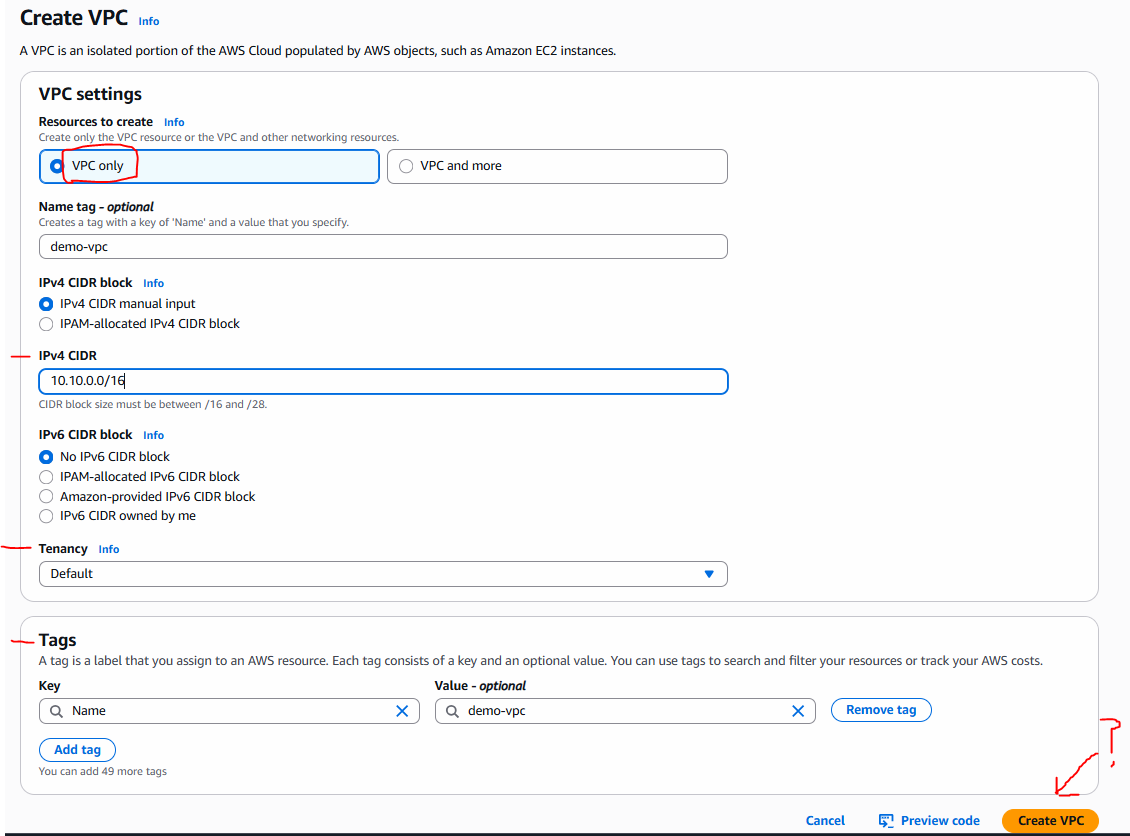 Create VPC Info
A VPC is an isolated portion of the AWS Cloud populated by AWS objects, such as Amazon EC2 instances.
VPC settings
Resources to create Info
Create only the VPC resource or the VPC and other networking resources.
VPC only
VPC and more
Name tag - optional
Creates a tag with a key of 'Name' and a value that you specify.
demo-vpc
IPv4 CIDR block Info
IPv4 CIDR manual input
IPAM-allocated IPv4 CIDR block
IPv4 CIDR
10.10.0.0/16
CIDR block size must be between /16 and /28.
IPv6 CIDR block Info
No IPv6 CIDR block
IPAM-allocated IPv6 CIDR block
Amazon-provided IPv6 CIDR block
IPv6 CIDR owned by me
Tenancy Info
Default
Tags
A tag is a label that you assign to an AWS resource. Each tag consists of a key and an optional value. You can use tags to search and filter your resources or track your AWS costs.
Key Value - optional
Name demo-vpc Remove tag
Add tag
You can add 49 more tags
?
Cancel Preview code Create VPC